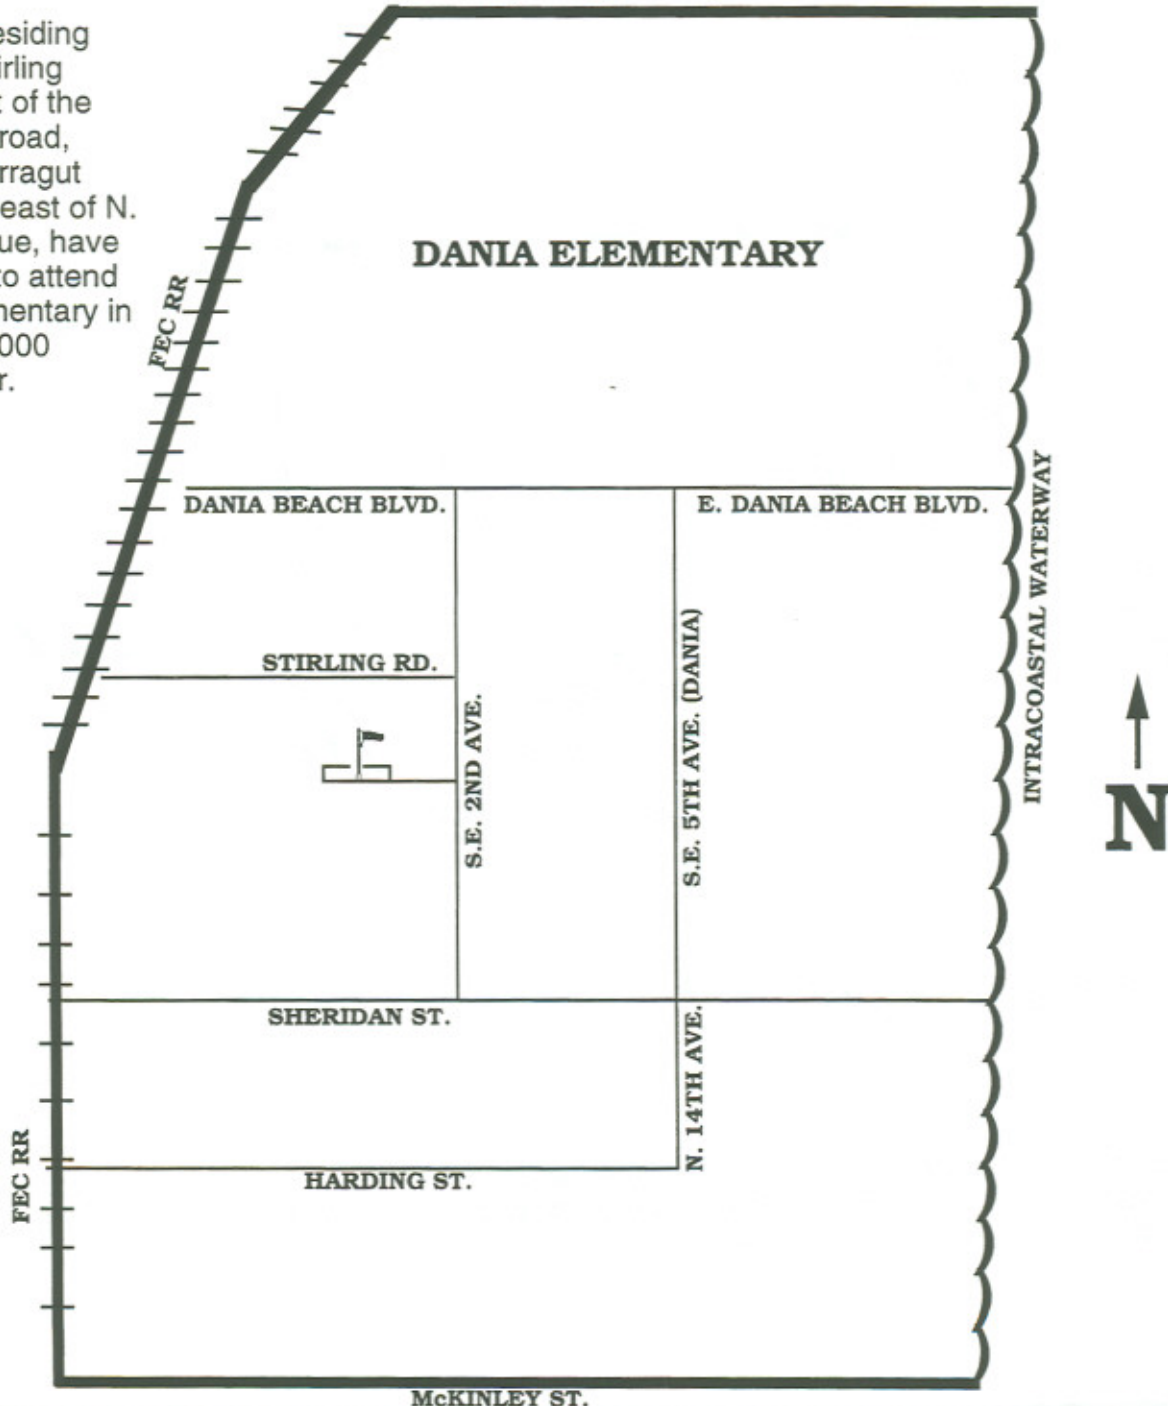 esiding
irling
t of the
road,
rragut
east of N.
ue, have
to attend
mentary in
000
r.
DANIA ELEMENTARY
FEC RR
DANIA BEACH BLVD.
E. DANIA BEACH BLVD.
INTRACOASTAL WATERWAY
STIRLING RD.
S.E. 2ND AVE.
S.E. 5TH AVE. (DANIA)
N
SHERIDAN ST.
N. 14TH AVE.
FEC RR
HARDING ST.
McKINLEY ST.